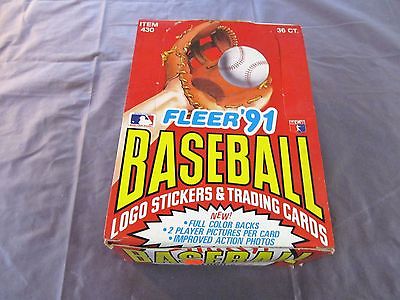 ITEM
430
36 CT.
FLEER '91
BASEBALL
LOGO STICKERS & TRADING CARDS
NEW!
• FULL COLOR BACKS
• 2 PLAYER PICTURES PER CARD
• IMPROVED ACTION PHOTOS